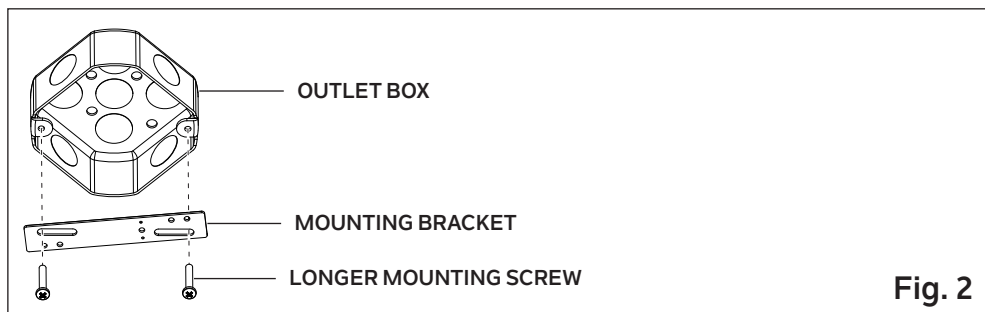 OUTLET BOX
MOUNTING BRACKET
LONGER MOUNTING SCREW
Fig. 2